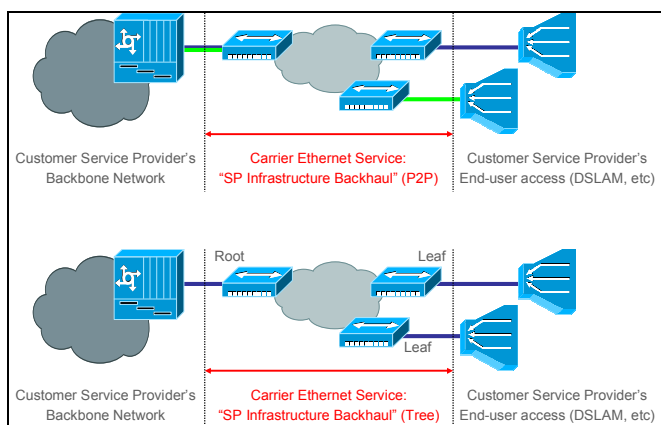 Customer Service Provider's
Backbone Network
Carrier Ethernet Service:
"SP Infrastructure Backhaul" (P2P)
Customer Service Provider's
End-user access (DSLAM, etc)
Root
Leaf
Leaf
Customer Service Provider's
Backbone Network
Carrier Ethernet Service:
"SP Infrastructure Backhaul" (Tree)
Customer Service Provider's
End-user access (DSLAM, etc)